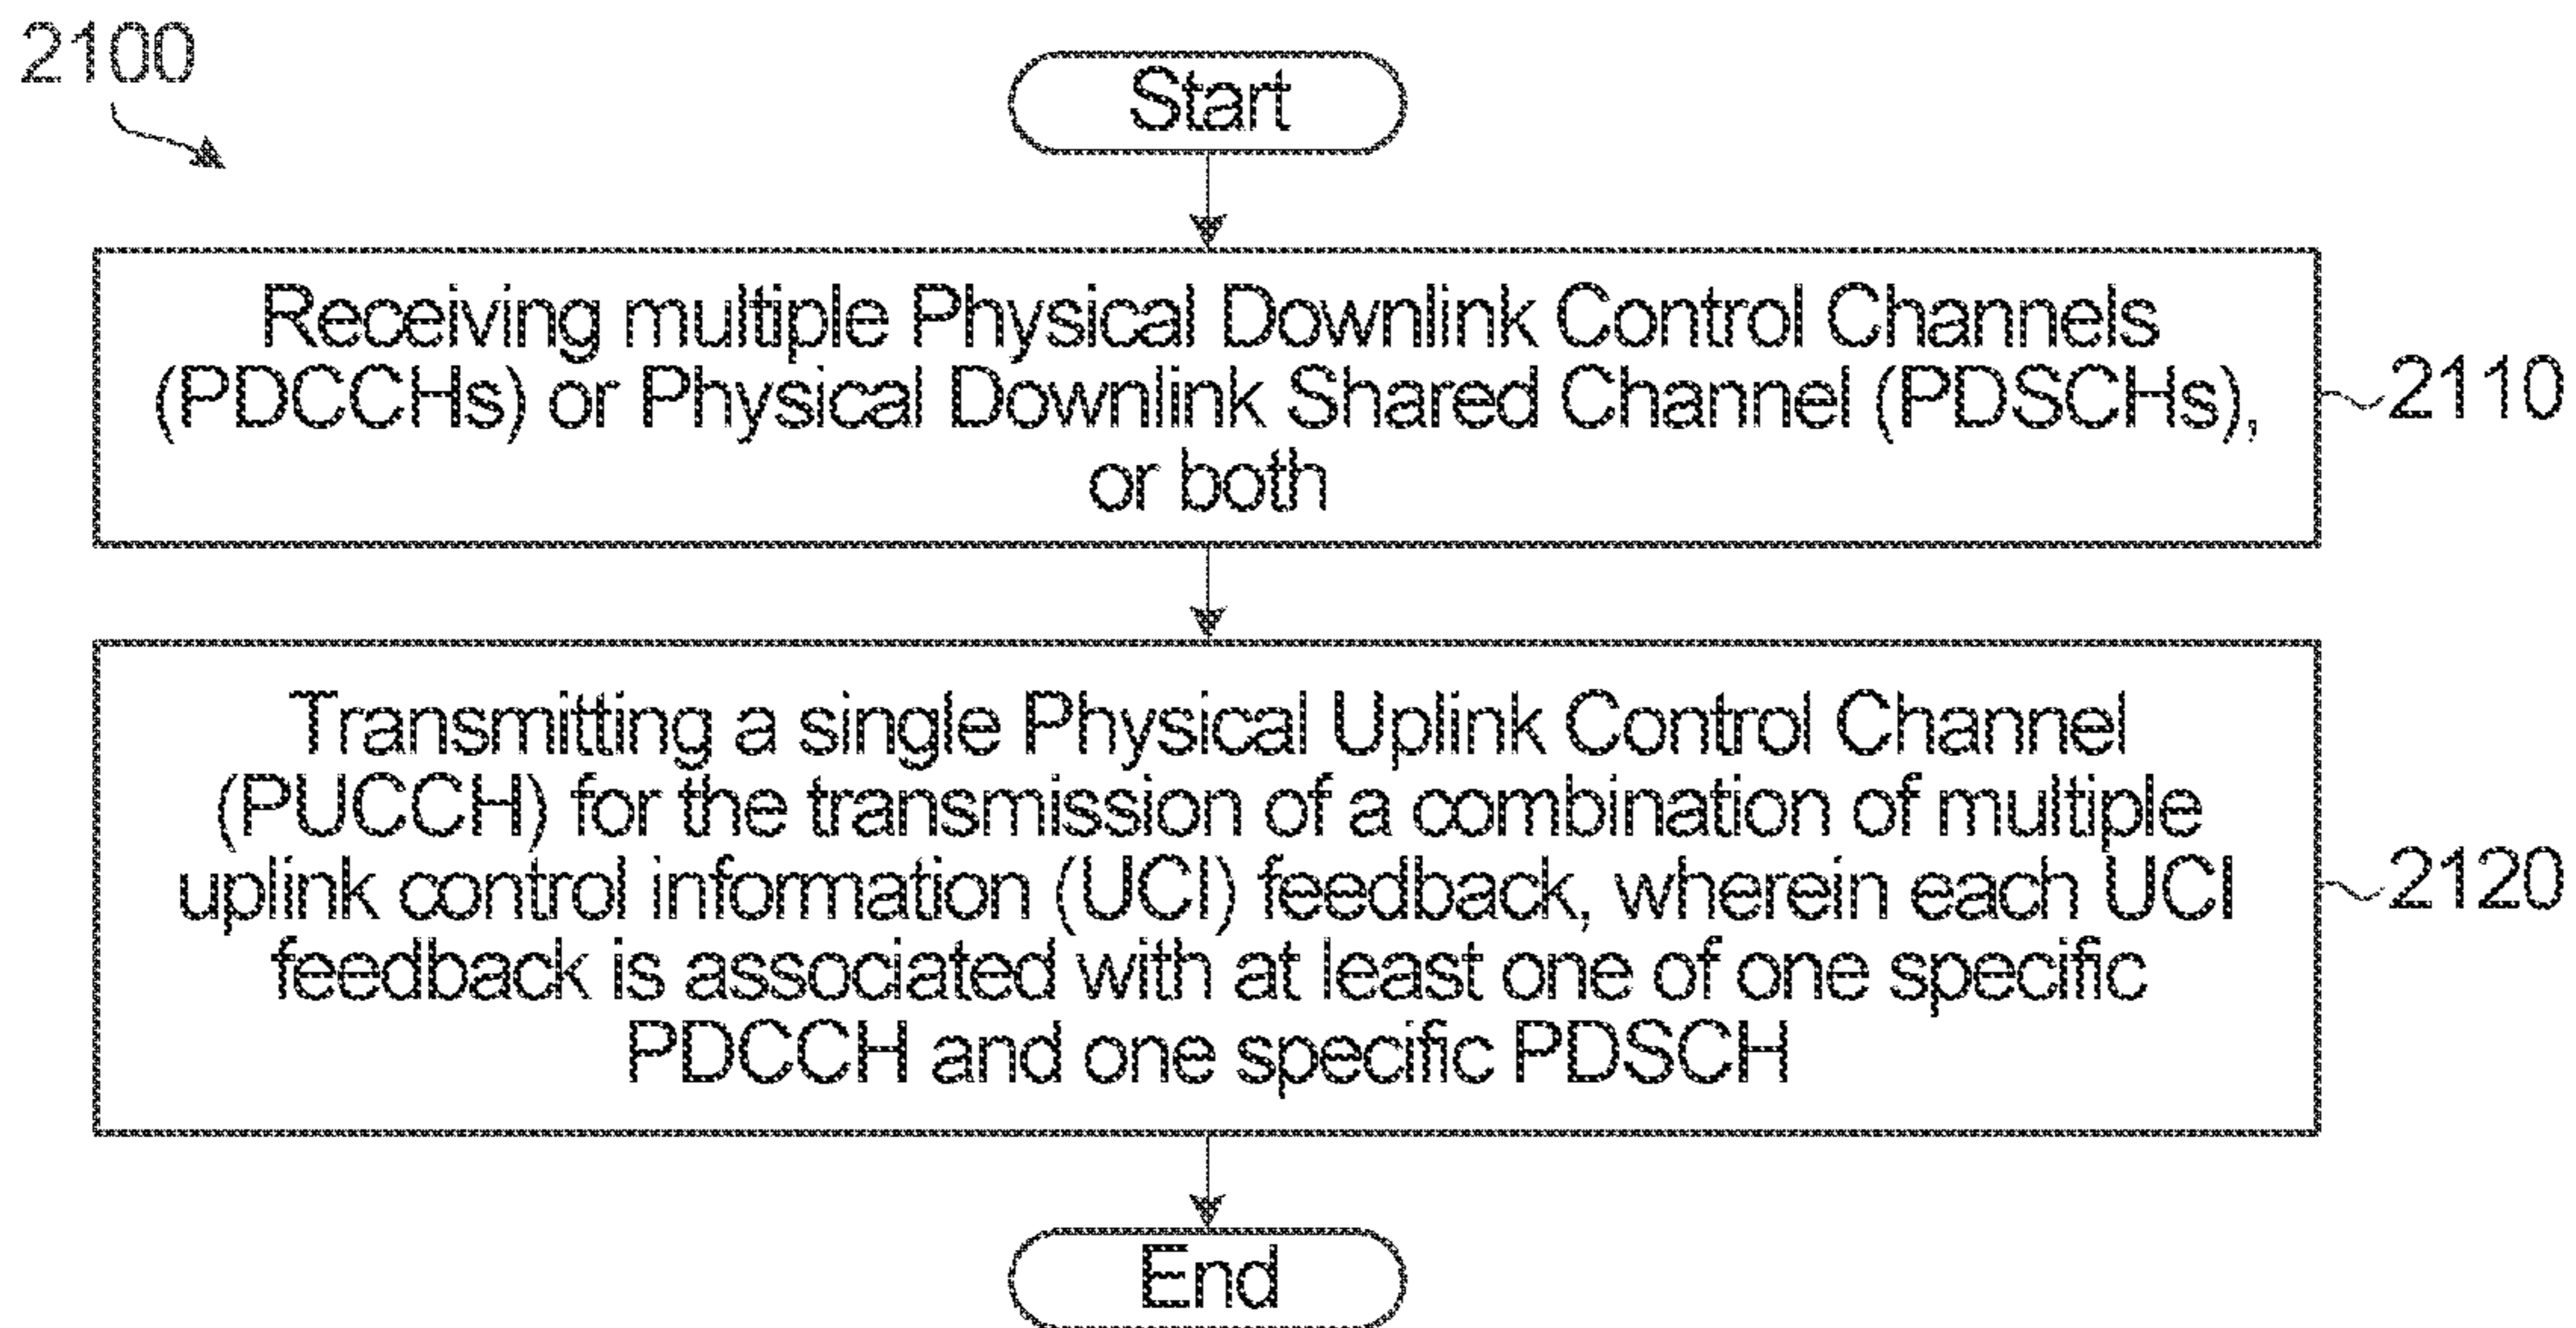 2100
Start
Receiving multiple Physical Downlink Control Channels
(PDCCHs) or Physical Downlink Shared Channel (PDSCHs),
or both
2110
Transmitting a single Physical Uplink Control Channel
(PUCCH) for the transmission of a combination of multiple
uplink control information (UCI) feedback, wherein each UCI
feedback is associated with at least one of one specific
PDCCH and one specific PDSCH
2120
End